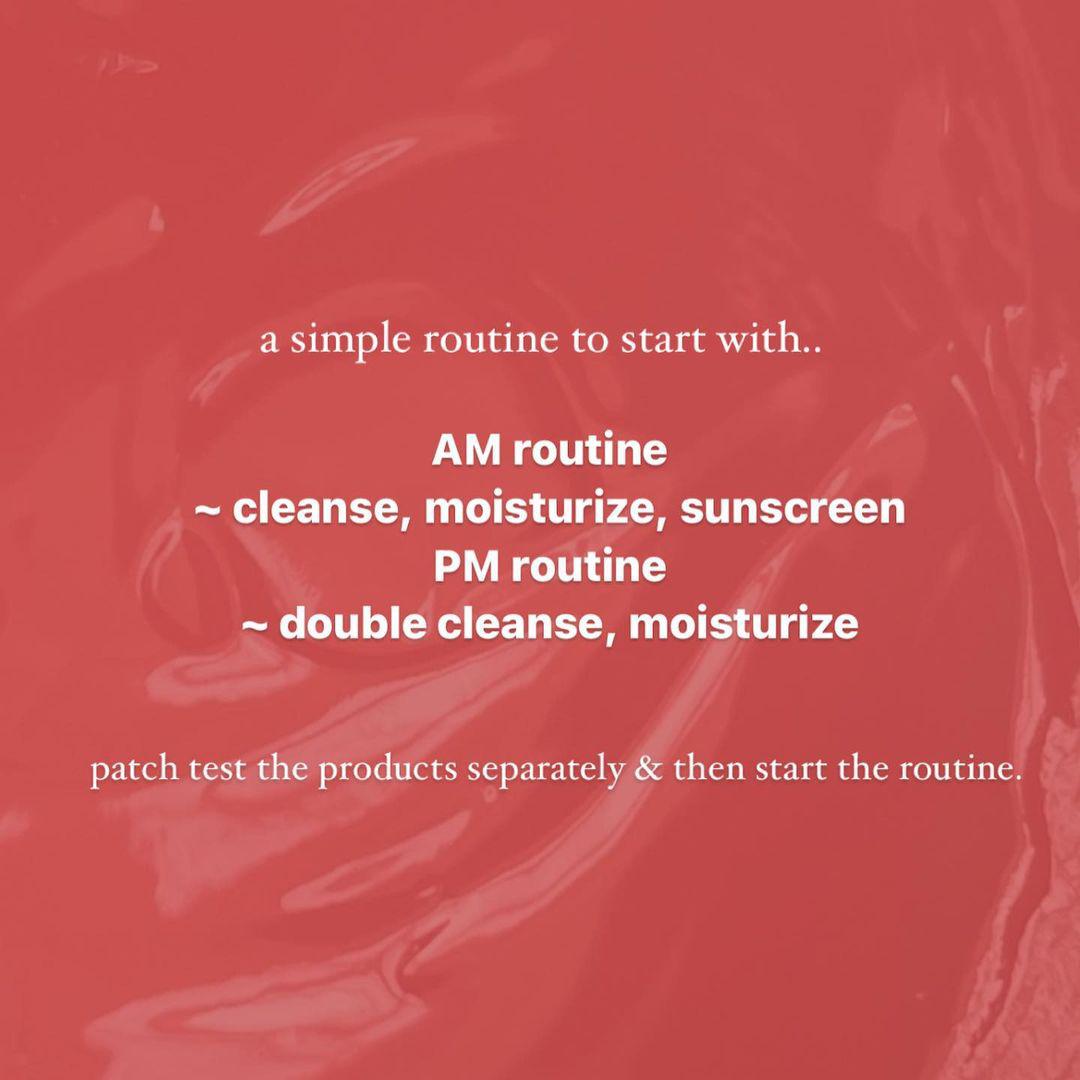 a simple routine to start with..
AM routine
~ cleanse, moisturize, sunscreen
PM routine
~ double cleanse, moisturize
patch test the products separately & then start the routine.